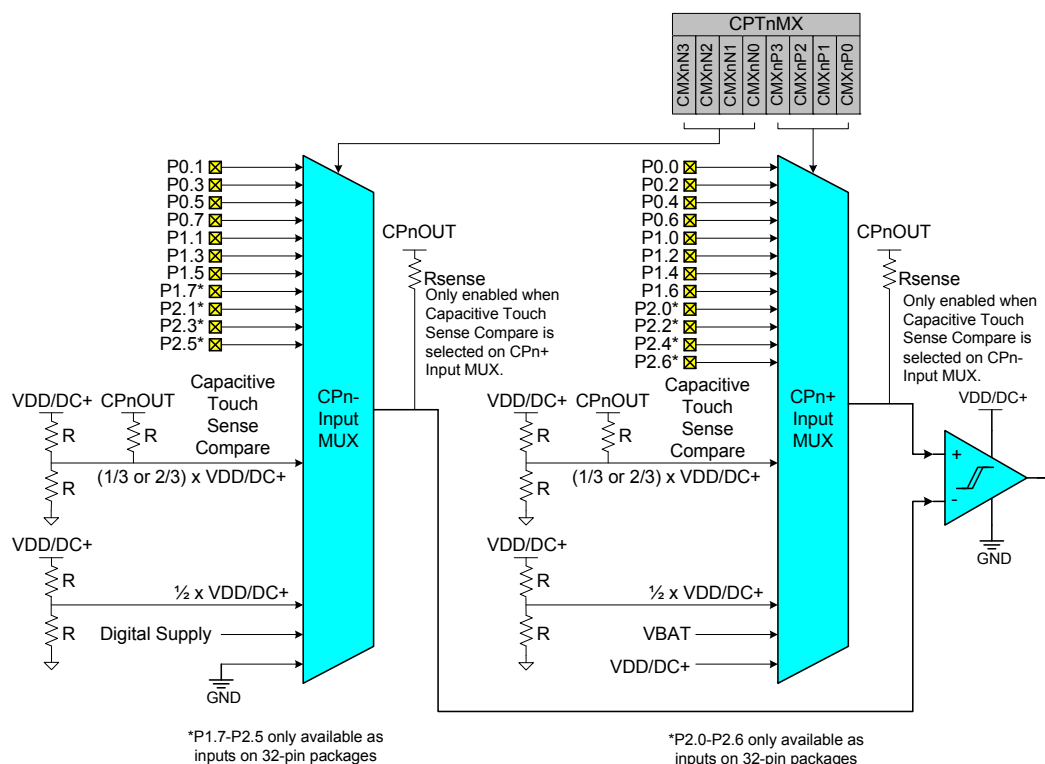 CPTnMX
CMXnN3
CMXnN2
CMXnN1
CMXnN0
CMXnP3
CMXnP2
CMXnP1
CMXnP0
P0.1
P0.3
P0.5
P0.7
P1.1
P1.3
P1.5
P1.7*
P2.1*
P2.3*
P2.5*
CPnOUT
Rsense
Only enabled when
Capacitive Touch
Sense Compare is
selected on CPn+
Input MUX.
VDD/DC+
R
R
CPnOUT
R
Capacitive
Touch
Sense
Compare
(1/3 or 2/3) x VDD/DC+
CPn-
Input
MUX
VDD/DC+
R
R
½ x VDD/DC+
Digital Supply
GND
*P1.7-P2.5 only available as
inputs on 32-pin packages
P0.0
P0.2
P0.4
P0.6
P1.0
P1.2
P1.4
P1.6
P2.0*
P2.2*
P2.4*
P2.6*
CPnOUT
Rsense
Only enabled when
Capacitive Touch
Sense Compare is
selected on CPn-
Input MUX.
VDD/DC+
R
R
CPnOUT
R
Capacitive
Touch
Sense
Compare
(1/3 or 2/3) x VDD/DC+
CPn+
Input
MUX
VDD/DC+
+
-
GND
VDD/DC+
R
R
½ x VDD/DC+
VBAT
VDD/DC+
*P2.0-P2.6 only available as
inputs on 32-pin packages